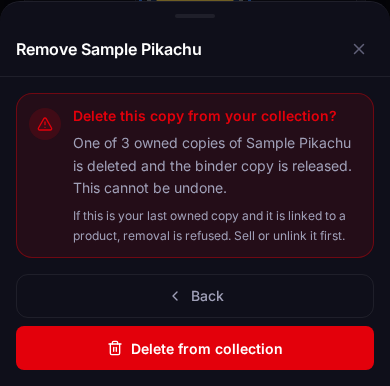 Remove Sample Pikachu
Delete this copy from your collection?
One of 3 owned copies of Sample Pikachu
is deleted and the binder copy is released.
This cannot be undone.
If this is your last owned copy and it is linked to a
product, removal is refused. Sell or unlink it first.
Back
Delete from collection